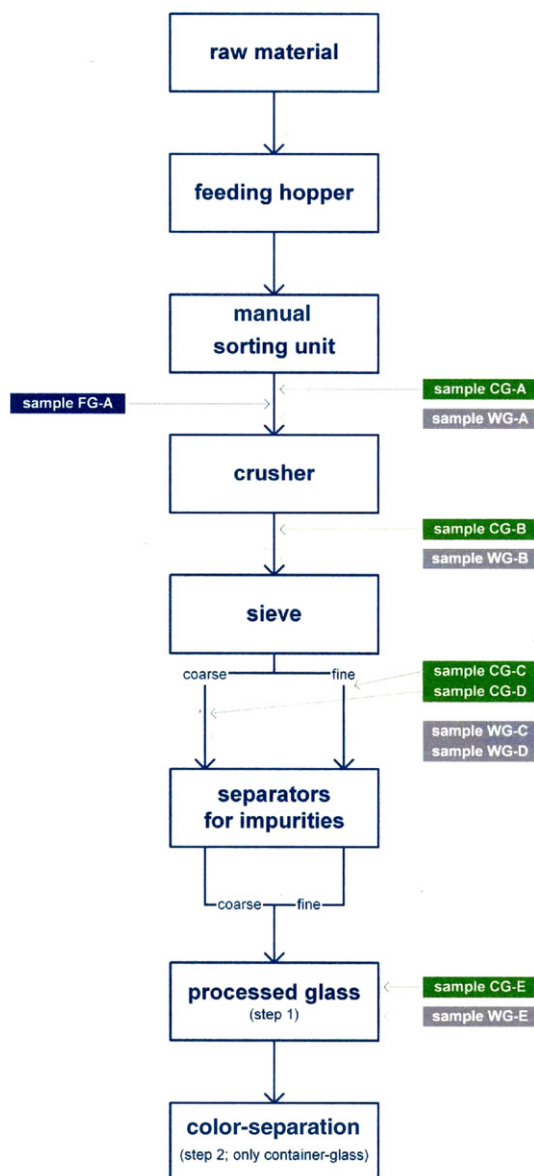 raw material
feeding hopper
manual
sorting unit
sample FG-A
sample CG-A
sample WG-A
crusher
sample CG-B
sample WG-B
sieve
coarse
fine
sample CG-C
sample CG-D
sample WG-C
sample WG-D
separators
for impurities
coarse
fine
processed glass
(step 1)
sample CG-E
sample WG-E
color-separation
(step 2; only container-glass)